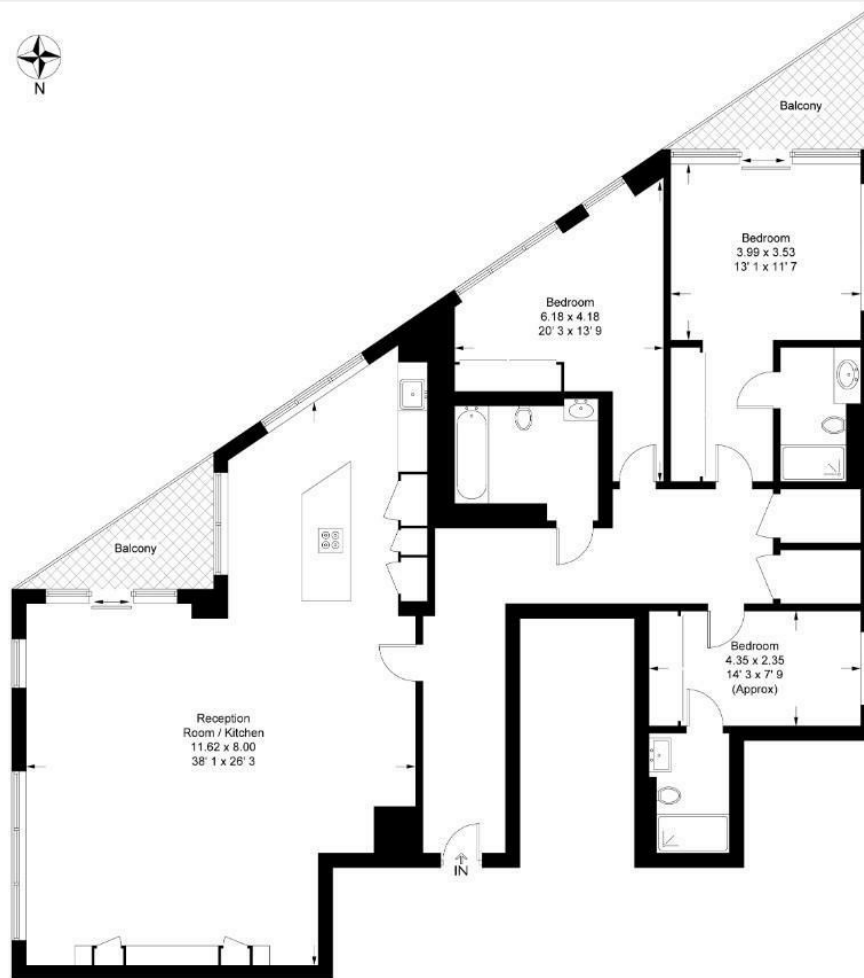 N
Balcony
Bedroom
3.99 x 3.53
13' 1 x 11' 7
Bedroom
6.18 x 4.18
20' 3 x 13' 9
Balcony
Bedroom
4.35 x 2.35
14' 3 x 7' 9
(Approx)
Reception
Room / Kitchen
11.62 x 8.00
38' 1 x 26' 3
IN